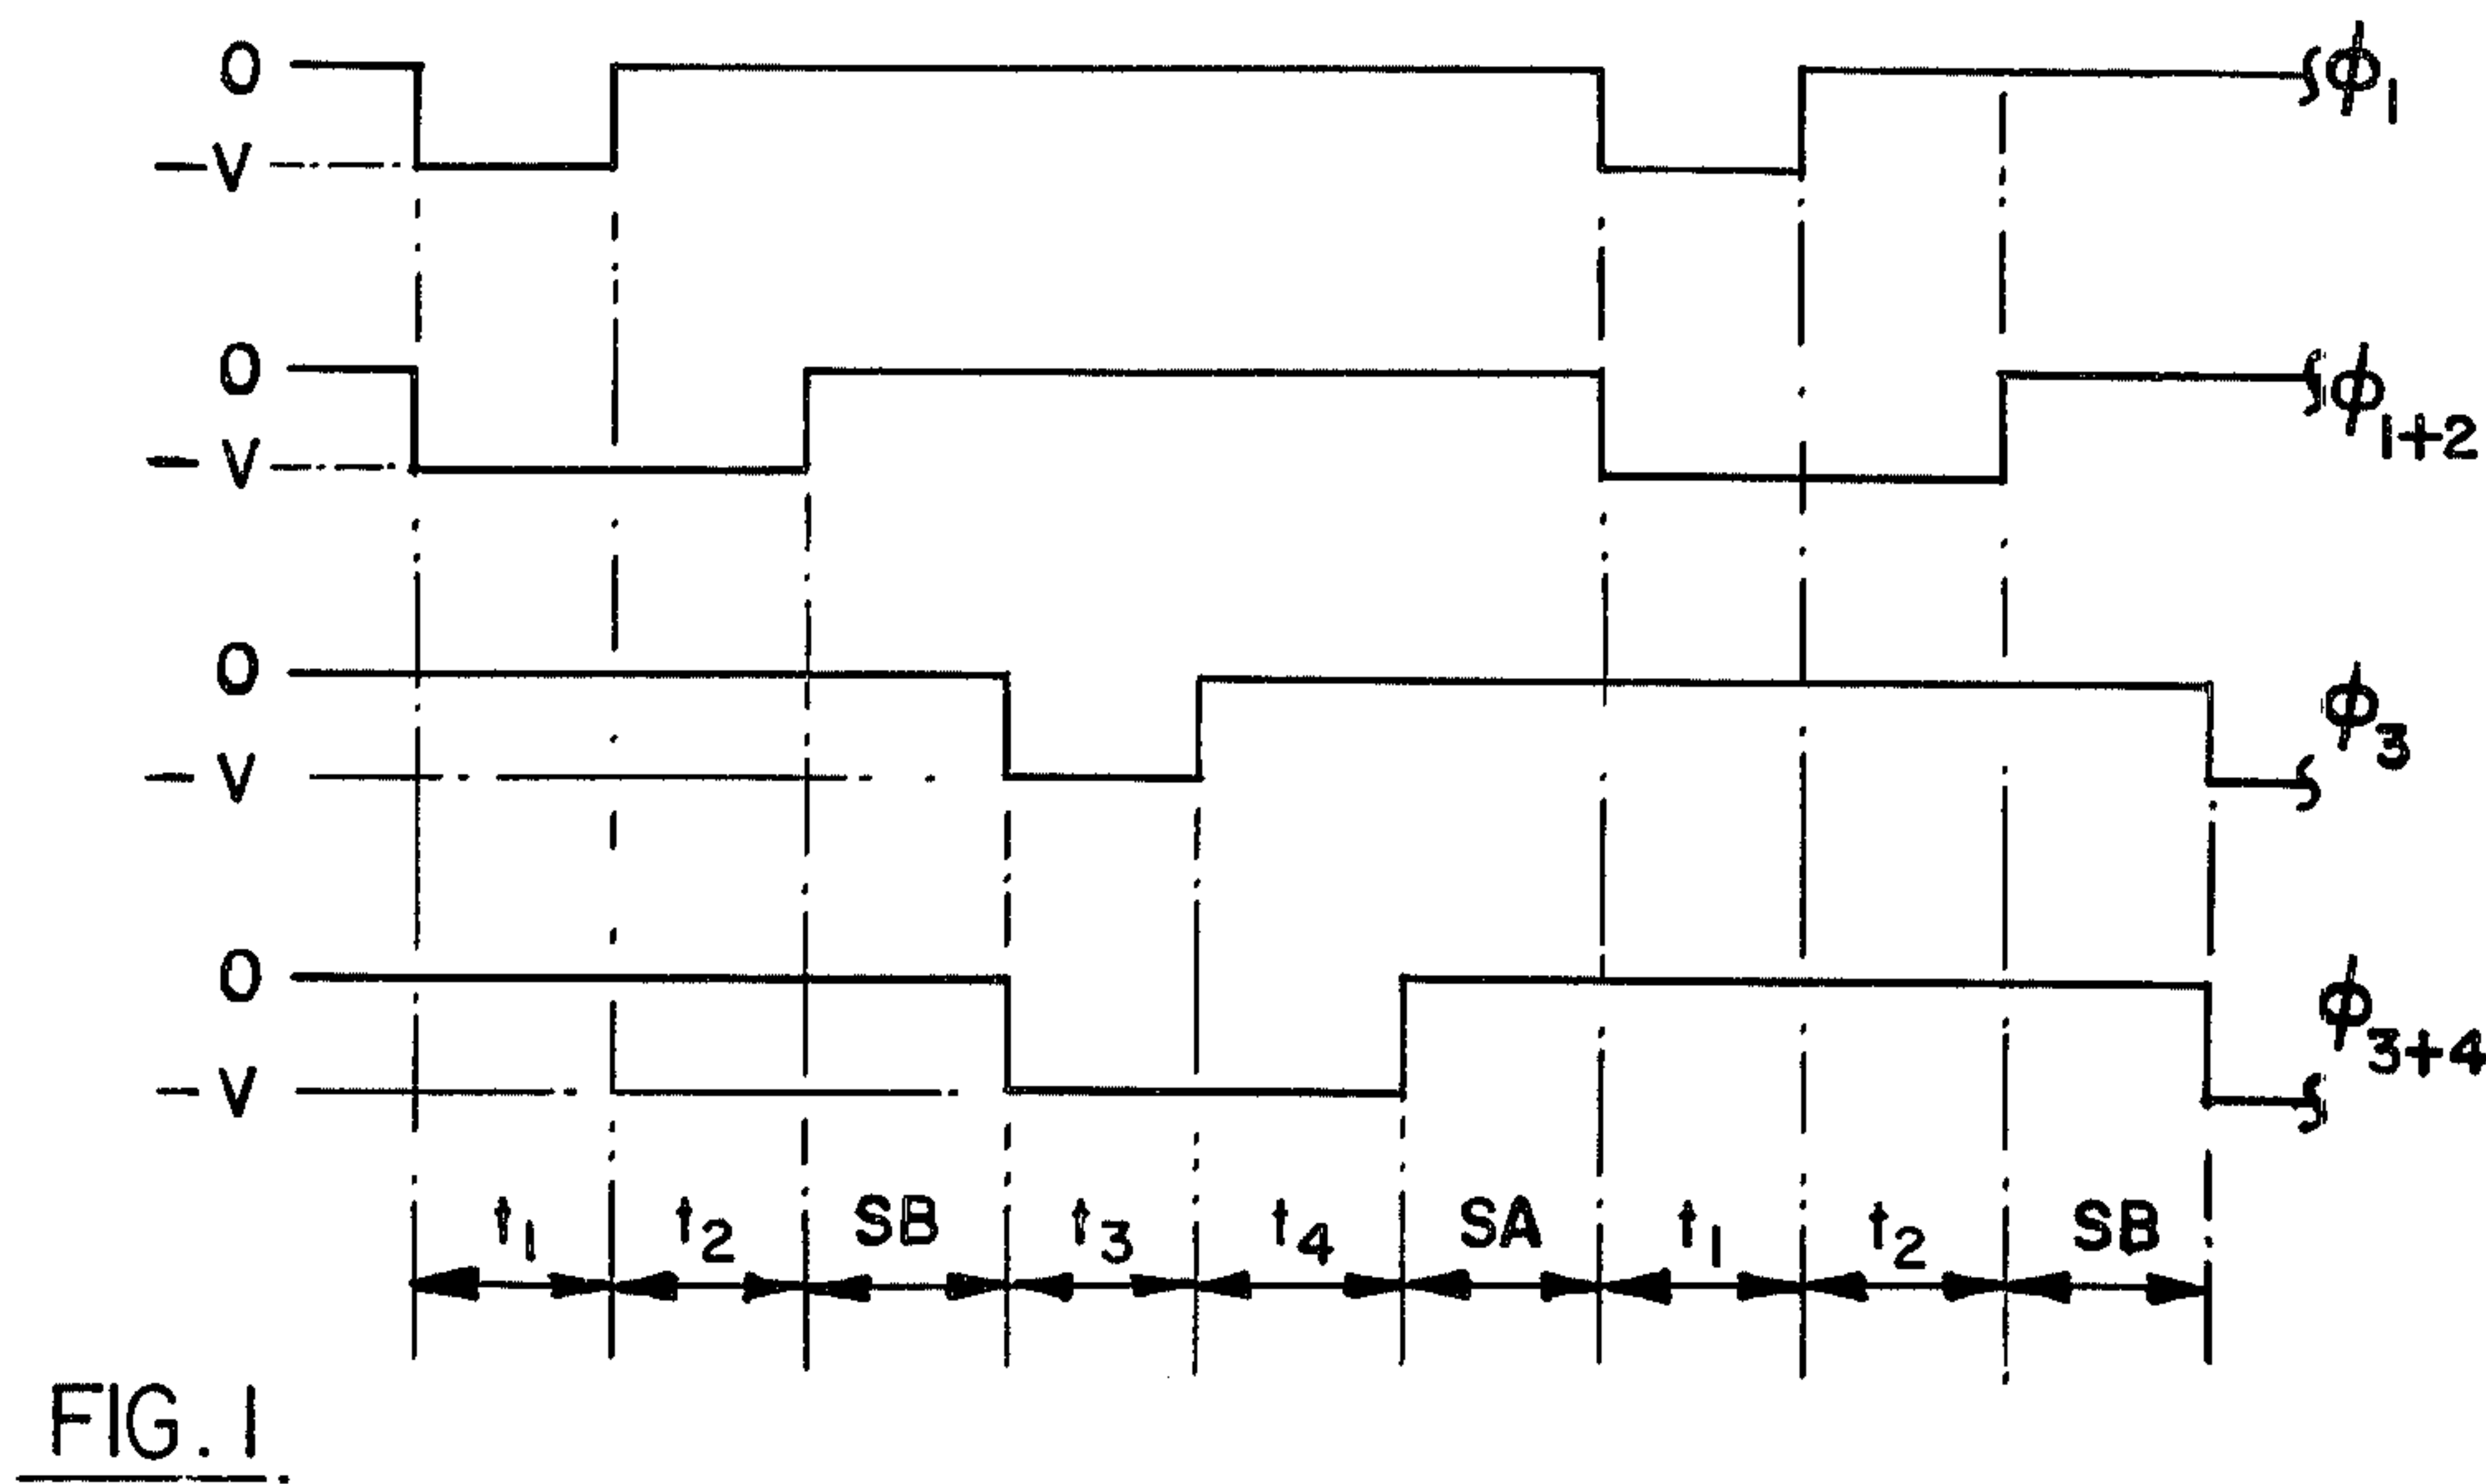 0 ϕ1
−V
0 ϕ1+2
−V
0 ϕ3
−V
0 ϕ3+4
−V
t1 t2 SB t3 t4 SA t1 t2 SB
FIG. 1